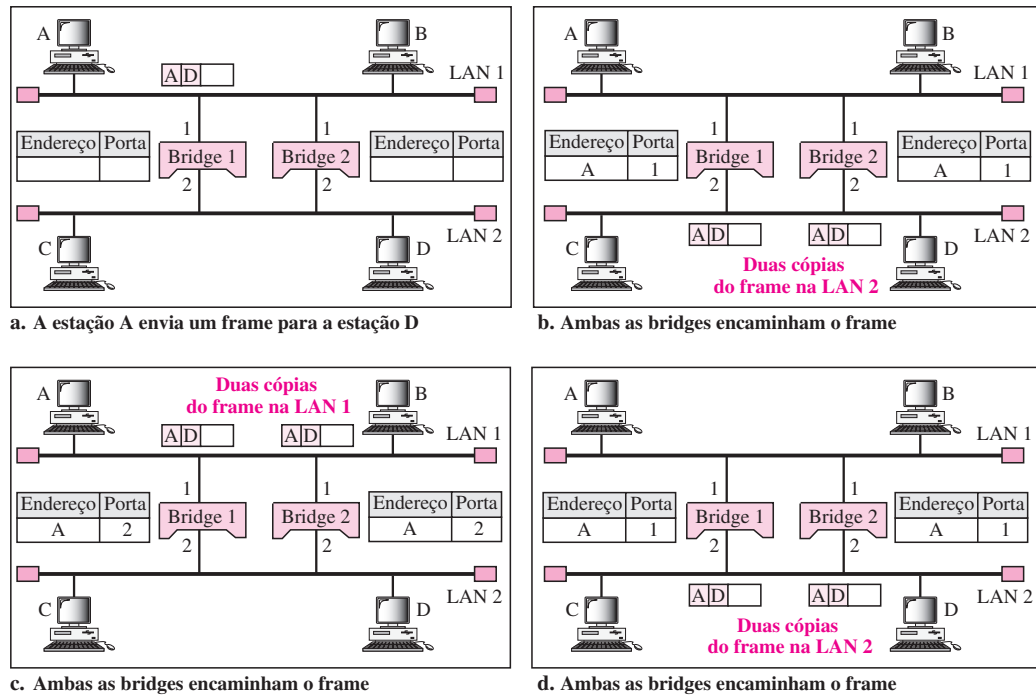 A
B
A D
LAN 1
1
1
Endereço Porta
Bridge 1
Bridge 2
Endereço Porta
2
2
C
D
LAN 2
a. A estação A envia um frame para a estação D
A
B
LAN 1
1
1
Endereço Porta
A 1
Bridge 1
Bridge 2
Endereço Porta
A 1
2
2
C
A D
A D
D
LAN 2
Duas cópias
do frame na LAN 2
b. Ambas as bridges encaminham o frame
A
Duas cópias
do frame na LAN 1
B
A D
A D
LAN 1
1
1
Endereço Porta
A 2
Bridge 1
Bridge 2
Endereço Porta
A 2
2
2
C
D
LAN 2
c. Ambas as bridges encaminham o frame
A
B
LAN 1
1
1
Endereço Porta
A 1
Bridge 1
Bridge 2
Endereço Porta
A 1
2
2
C
A D
A D
D
LAN 2
Duas cópias
do frame na LAN 2
d. Ambas as bridges encaminham o frame